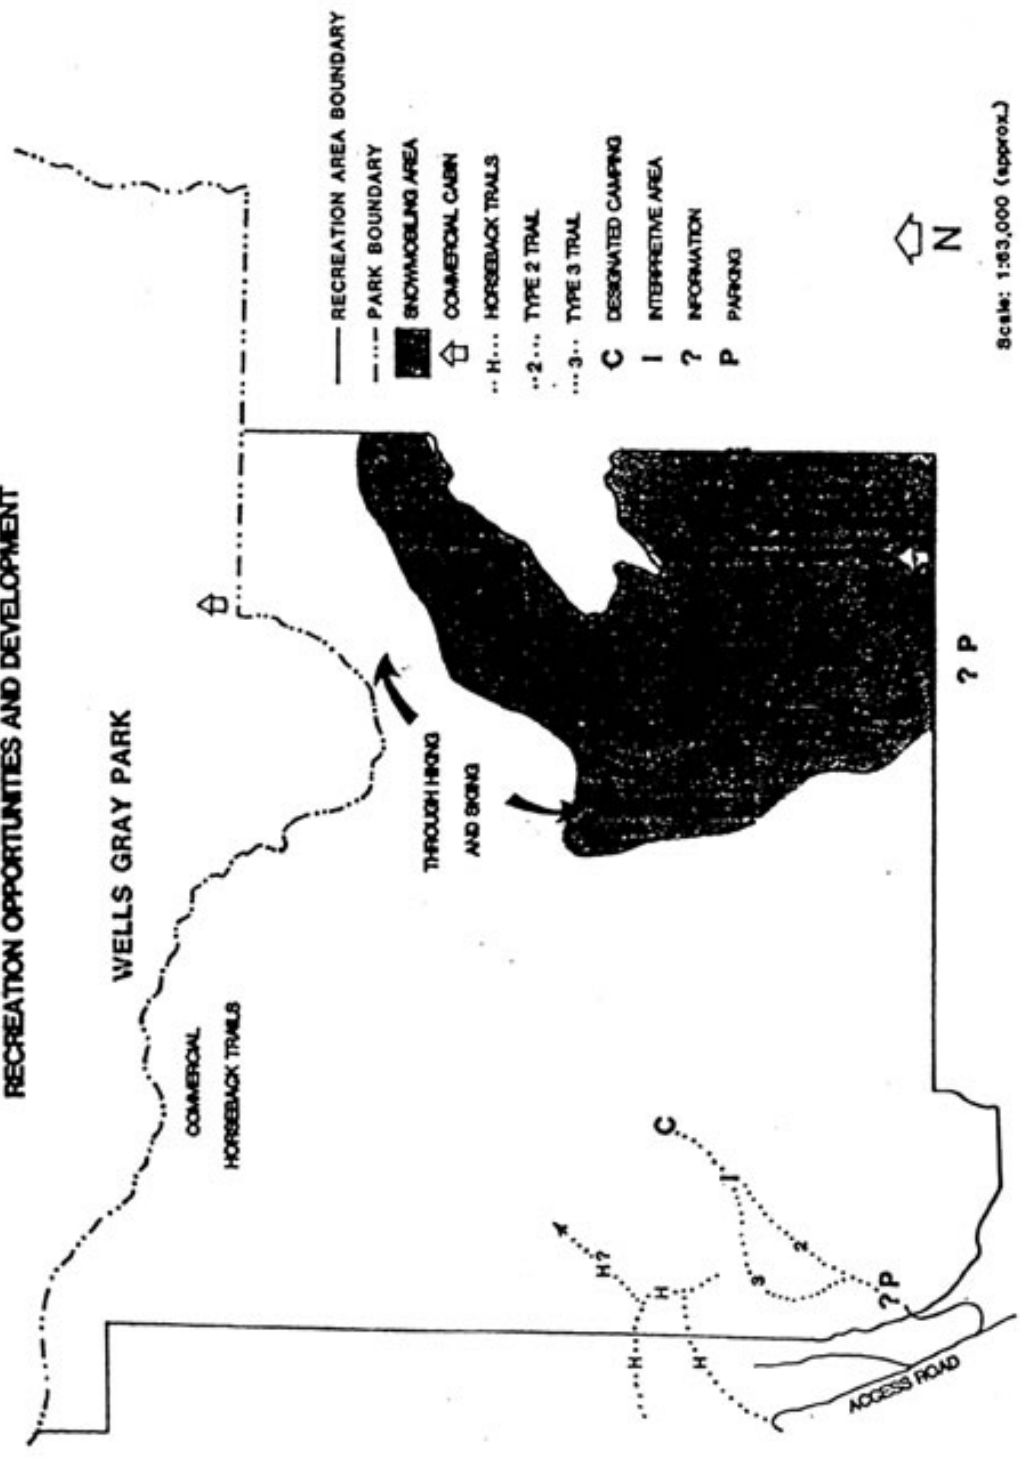 RECREATION OPPORTUNITIES AND DEVELOPMENT
WELLS GRAY PARK
COMMERCIAL
HORSEBACK TRAILS
THROUGH HIKING
AND SKIING
H?
H
H
H
C
I
3
2
? P
ACCESS ROAD
? P
RECREATION AREA BOUNDARY
PARK BOUNDARY
SNOWMOBILING AREA
COMMERCIAL CABIN
H HORSEBACK TRAILS
2 TYPE 2 TRAIL
3 TYPE 3 TRAIL
C DESIGNATED CAMPING
I INTERPRETIVE AREA
? INFORMATION
P PARKING
N
Scale: 1:63,000 (approx.)